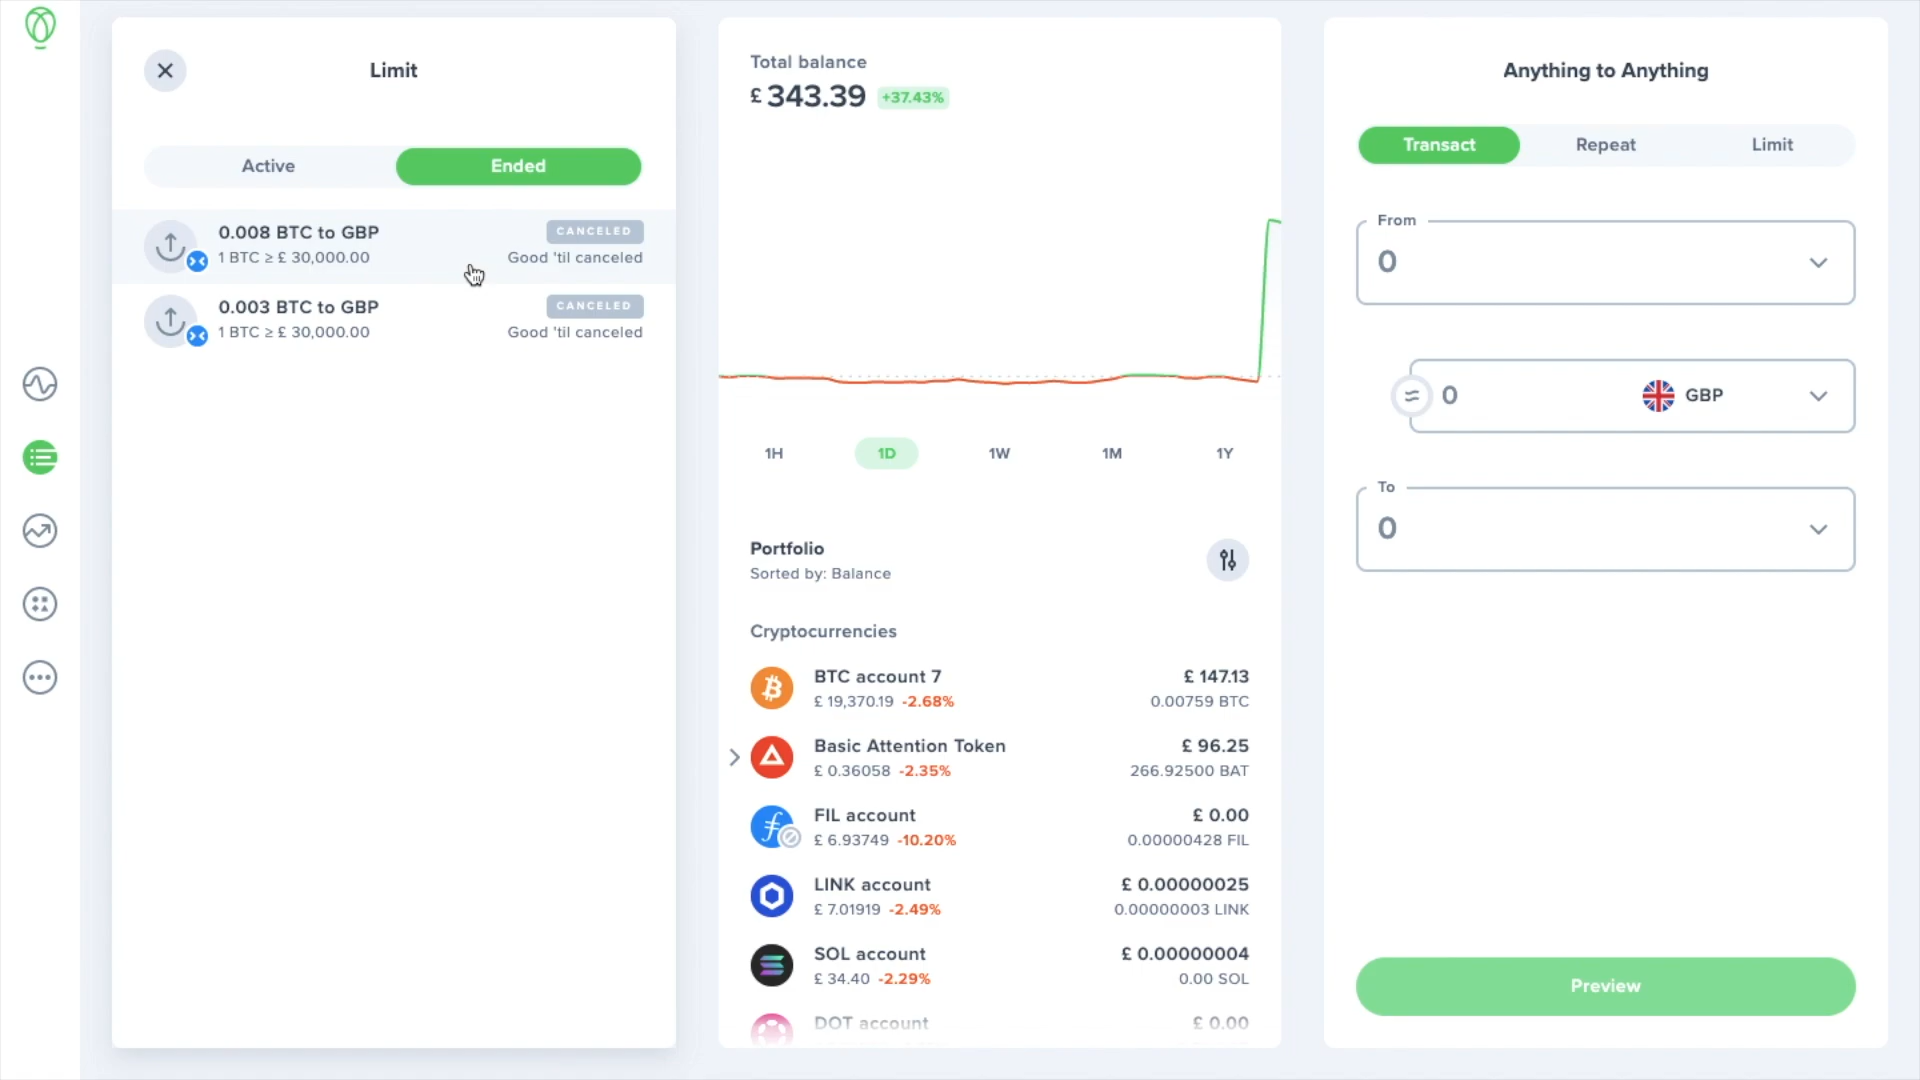 Limit
Active
Ended
0.008 BTC to GBP
CANCELED
1 BTC ≥ £ 30,000.00
Good 'til canceled
0.003 BTC to GBP
CANCELED
1 BTC ≥ £ 30,000.00
Good 'til canceled
Total balance
£ 343.39 +37.43%
1H 1D 1W 1M 1Y
Portfolio
Sorted by: Balance
Cryptocurrencies
BTC account 7 £ 147.13
£ 19,370.19 -2.68% 0.00759 BTC
Basic Attention Token £ 96.25
£ 0.36058 -2.35% 266.92500 BAT
FIL account £ 0.00
£ 6.93749 -10.20% 0.00000428 FIL
LINK account £ 0.00000025
£ 7.01919 -2.49% 0.00000003 LINK
SOL account £ 0.00000004
£ 34.40 -2.29% 0.00 SOL
DOT account £ 0.00
Anything to Anything
Transact Repeat Limit
From
0
0 GBP
To
0
Preview